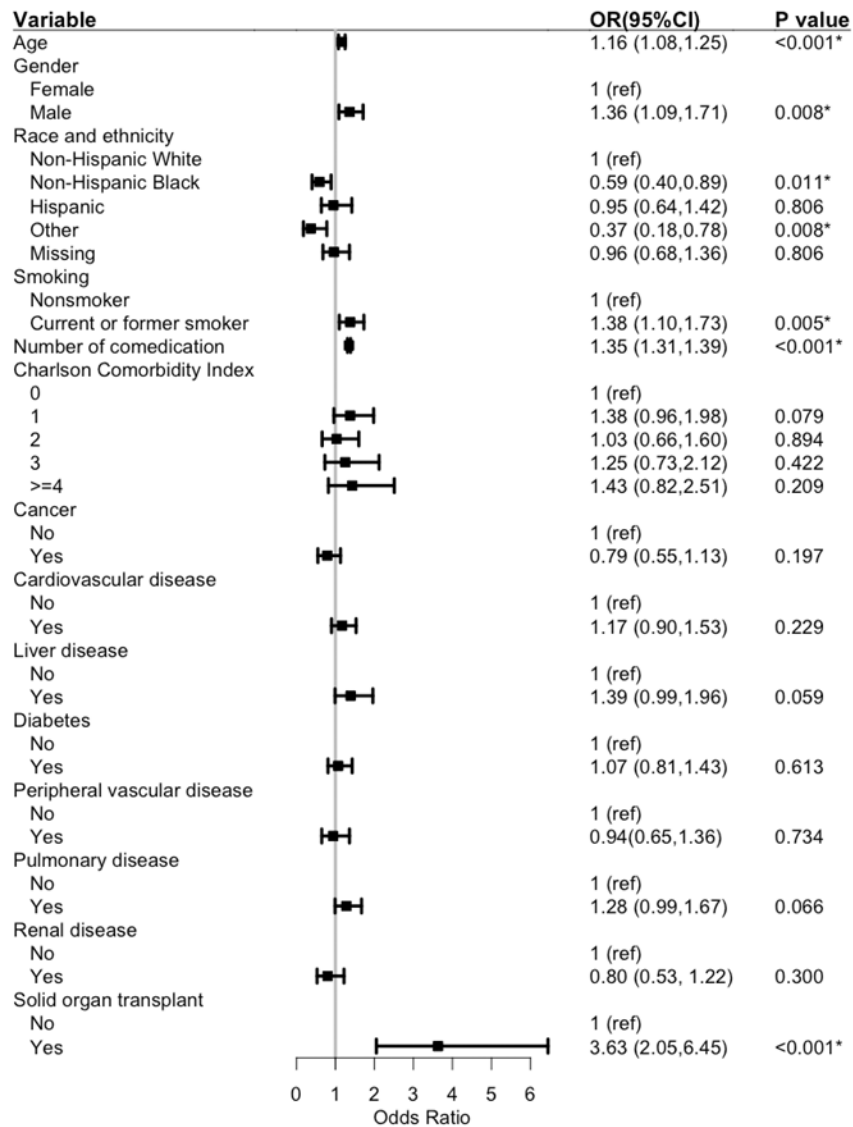 Variable OR(95%CI) P value
Age 1.16 (1.08,1.25) <0.001*
Gender
Female 1 (ref)
Male 1.36 (1.09,1.71) 0.008*
Race and ethnicity
Non-Hispanic White 1 (ref)
Non-Hispanic Black 0.59 (0.40,0.89) 0.011*
Hispanic 0.95 (0.64,1.42) 0.806
Other 0.37 (0.18,0.78) 0.008*
Missing 0.96 (0.68,1.36) 0.806
Smoking
Nonsmoker 1 (ref)
Current or former smoker 1.38 (1.10,1.73) 0.005*
Number of comedication 1.35 (1.31,1.39) <0.001*
Charlson Comorbidity Index
0 1 (ref)
1 1.38 (0.96,1.98) 0.079
2 1.03 (0.66,1.60) 0.894
3 1.25 (0.73,2.12) 0.422
>=4 1.43 (0.82,2.51) 0.209
Cancer
No 1 (ref)
Yes 0.79 (0.55,1.13) 0.197
Cardiovascular disease
No 1 (ref)
Yes 1.17 (0.90,1.53) 0.229
Liver disease
No 1 (ref)
Yes 1.39 (0.99,1.96) 0.059
Diabetes
No 1 (ref)
Yes 1.07 (0.81,1.43) 0.613
Peripheral vascular disease
No 1 (ref)
Yes 0.94(0.65,1.36) 0.734
Pulmonary disease
No 1 (ref)
Yes 1.28 (0.99,1.67) 0.066
Renal disease
No 1 (ref)
Yes 0.80 (0.53, 1.22) 0.300
Solid organ transplant
No 1 (ref)
Yes 3.63 (2.05,6.45) <0.001*
0 1 2 3 4 5 6
Odds Ratio